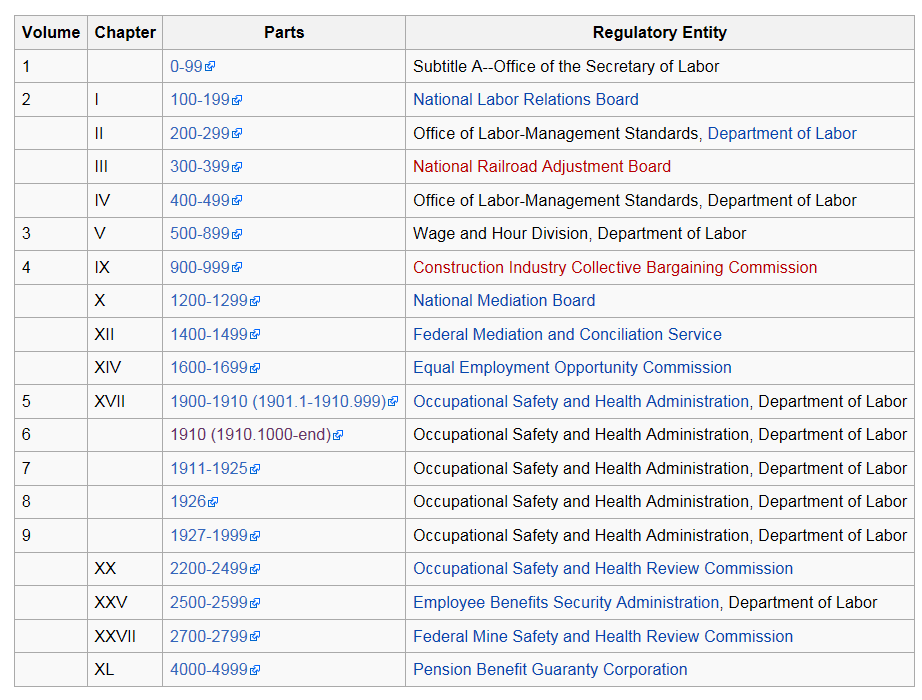 Volume Chapter Parts Regulatory Entity
1 0-99 Subtitle A--Office of the Secretary of Labor
2 I 100-199 National Labor Relations Board
II 200-299 Office of Labor-Management Standards, Department of Labor
III 300-399 National Railroad Adjustment Board
IV 400-499 Office of Labor-Management Standards, Department of Labor
3 V 500-899 Wage and Hour Division, Department of Labor
4 IX 900-999 Construction Industry Collective Bargaining Commission
X 1200-1299 National Mediation Board
XII 1400-1499 Federal Mediation and Conciliation Service
XIV 1600-1699 Equal Employment Opportunity Commission
5 XVII 1900-1910 (1901.1-1910.999) Occupational Safety and Health Administration, Department of Labor
6 1910 (1910.1000-end) Occupational Safety and Health Administration, Department of Labor
7 1911-1925 Occupational Safety and Health Administration, Department of Labor
8 1926 Occupational Safety and Health Administration, Department of Labor
9 1927-1999 Occupational Safety and Health Administration, Department of Labor
XX 2200-2499 Occupational Safety and Health Review Commission
XXV 2500-2599 Employee Benefits Security Administration, Department of Labor
XXVII 2700-2799 Federal Mine Safety and Health Review Commission
XL 4000-4999 Pension Benefit Guaranty Corporation